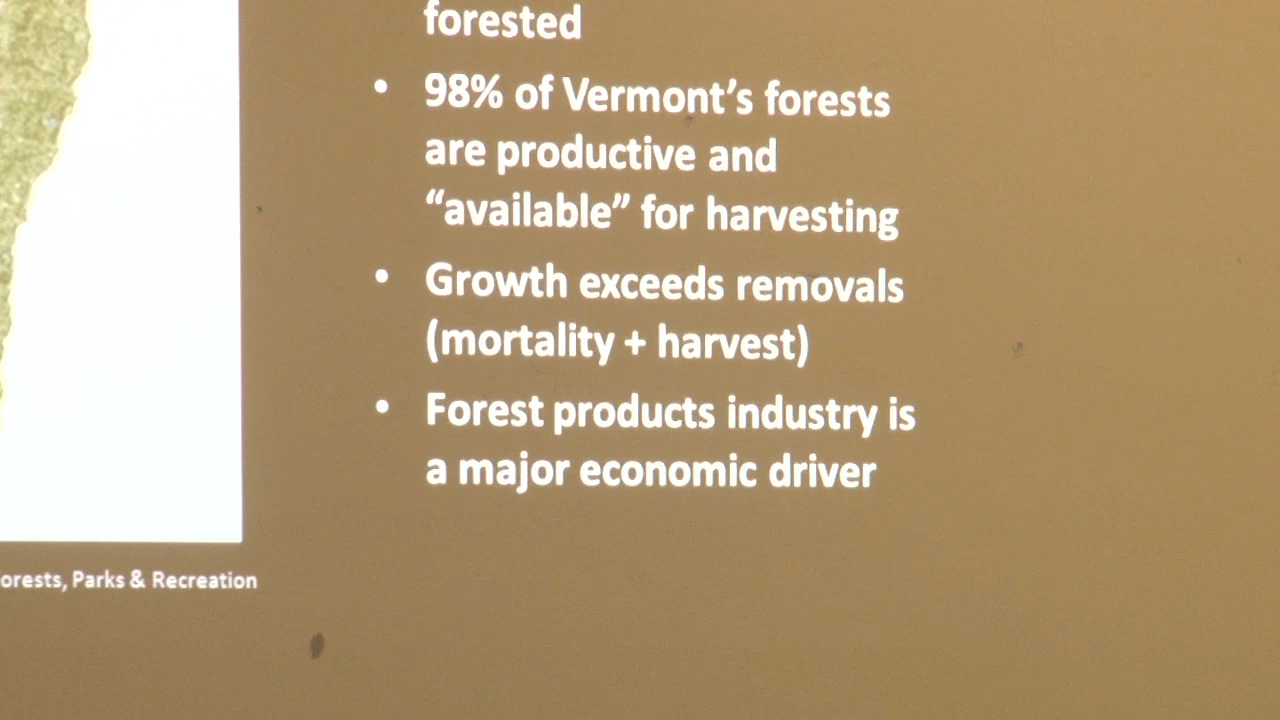 forested
• 98% of Vermont’s forests
are productive and
“available” for harvesting
• Growth exceeds removals
(mortality + harvest)
• Forest products industry is
a major economic driver
orests, Parks & Recreation